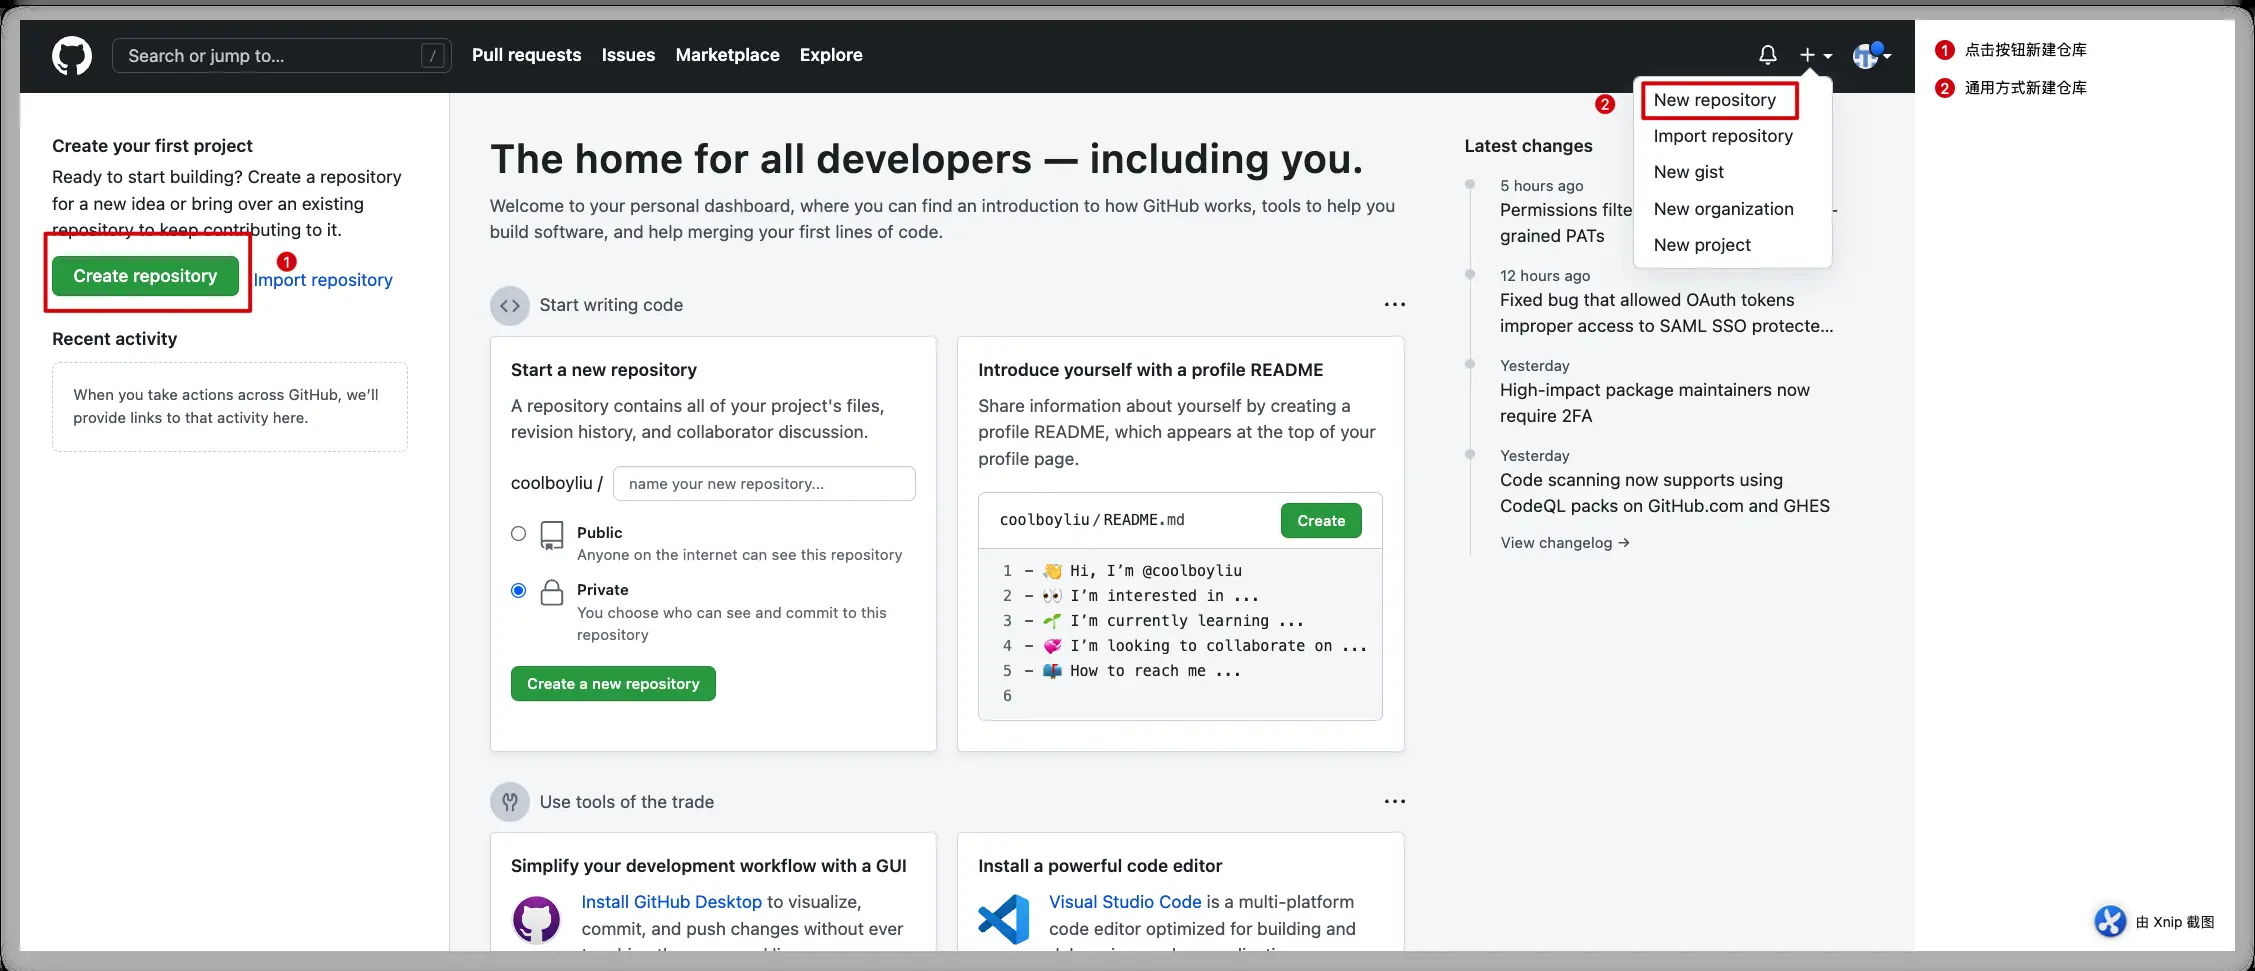 Search or jump to...
/
Pull requests
Issues
Marketplace
Explore
Create your first project
Ready to start building? Create a repository
for a new idea or bring over an existing
repository to keep contributing to it.
Create repository
1
Import repository
Recent activity
When you take actions across GitHub, we'll
provide links to that activity here.
The home for all developers — including you.
Welcome to your personal dashboard, where you can find an introduction to how GitHub works, tools to help you
build software, and help merging your first lines of code.
<> Start writing code
...
Start a new repository
A repository contains all of your project's files,
revision history, and collaborator discussion.
coolboyliu /
name your new repository...
Public
Anyone on the internet can see this repository
Private
You choose who can see and commit to this
repository
Create a new repository
Introduce yourself with a profile README
Share information about yourself by creating a
profile README, which appears at the top of your
profile page.
coolboyliu/README.md
Create
1 - 👋 Hi, I’m @coolboyliu
2 - 👀 I’m interested in ...
3 - 🌱 I’m currently learning ...
4 - 💞️ I’m looking to collaborate on ...
5 - 📫 How to reach me ...
6
Use tools of the trade
...
Simplify your development workflow with a GUI
Install GitHub Desktop to visualize,
commit, and push changes without ever
Install a powerful code editor
Visual Studio Code is a multi-platform
code editor optimized for building and
2
New repository
Import repository
New gist
New organization
New project
Latest changes
5 hours ago
Permissions
grained PATs
12 hours ago
Fixed bug that allowed OAuth tokens
improper access to SAML SSO protecte...
Yesterday
High-impact package maintainers now
require 2FA
Yesterday
Code scanning now supports using
CodeQL packs on GitHub.com and GHES
View changelog →
1 点击按钮新建仓库
2 通用方式新建仓库
由 Xnip 截图